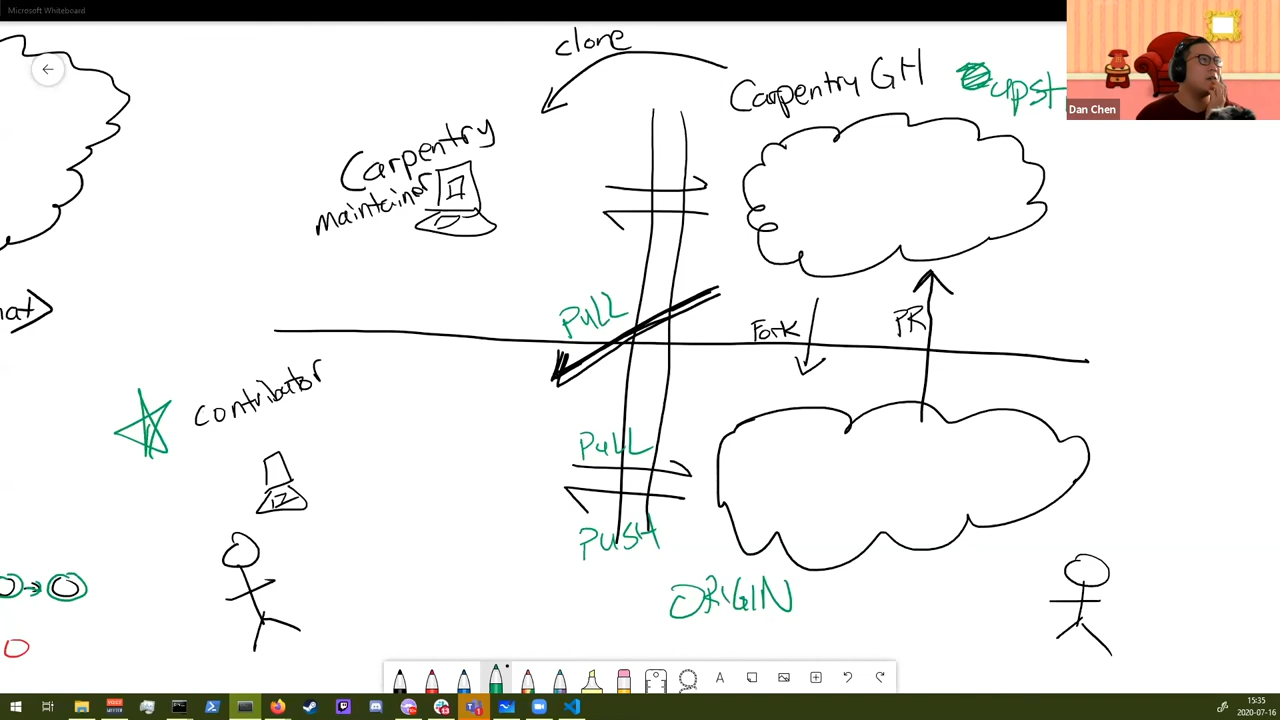 Microsoft Whiteboard
clone
Carpentry GH
upst
Dan Chen
Carpentry
maintainer
PULL
Fork
PR
contributor
PULL
PUSH
ORIGIN
A
15:35
2020-07-16